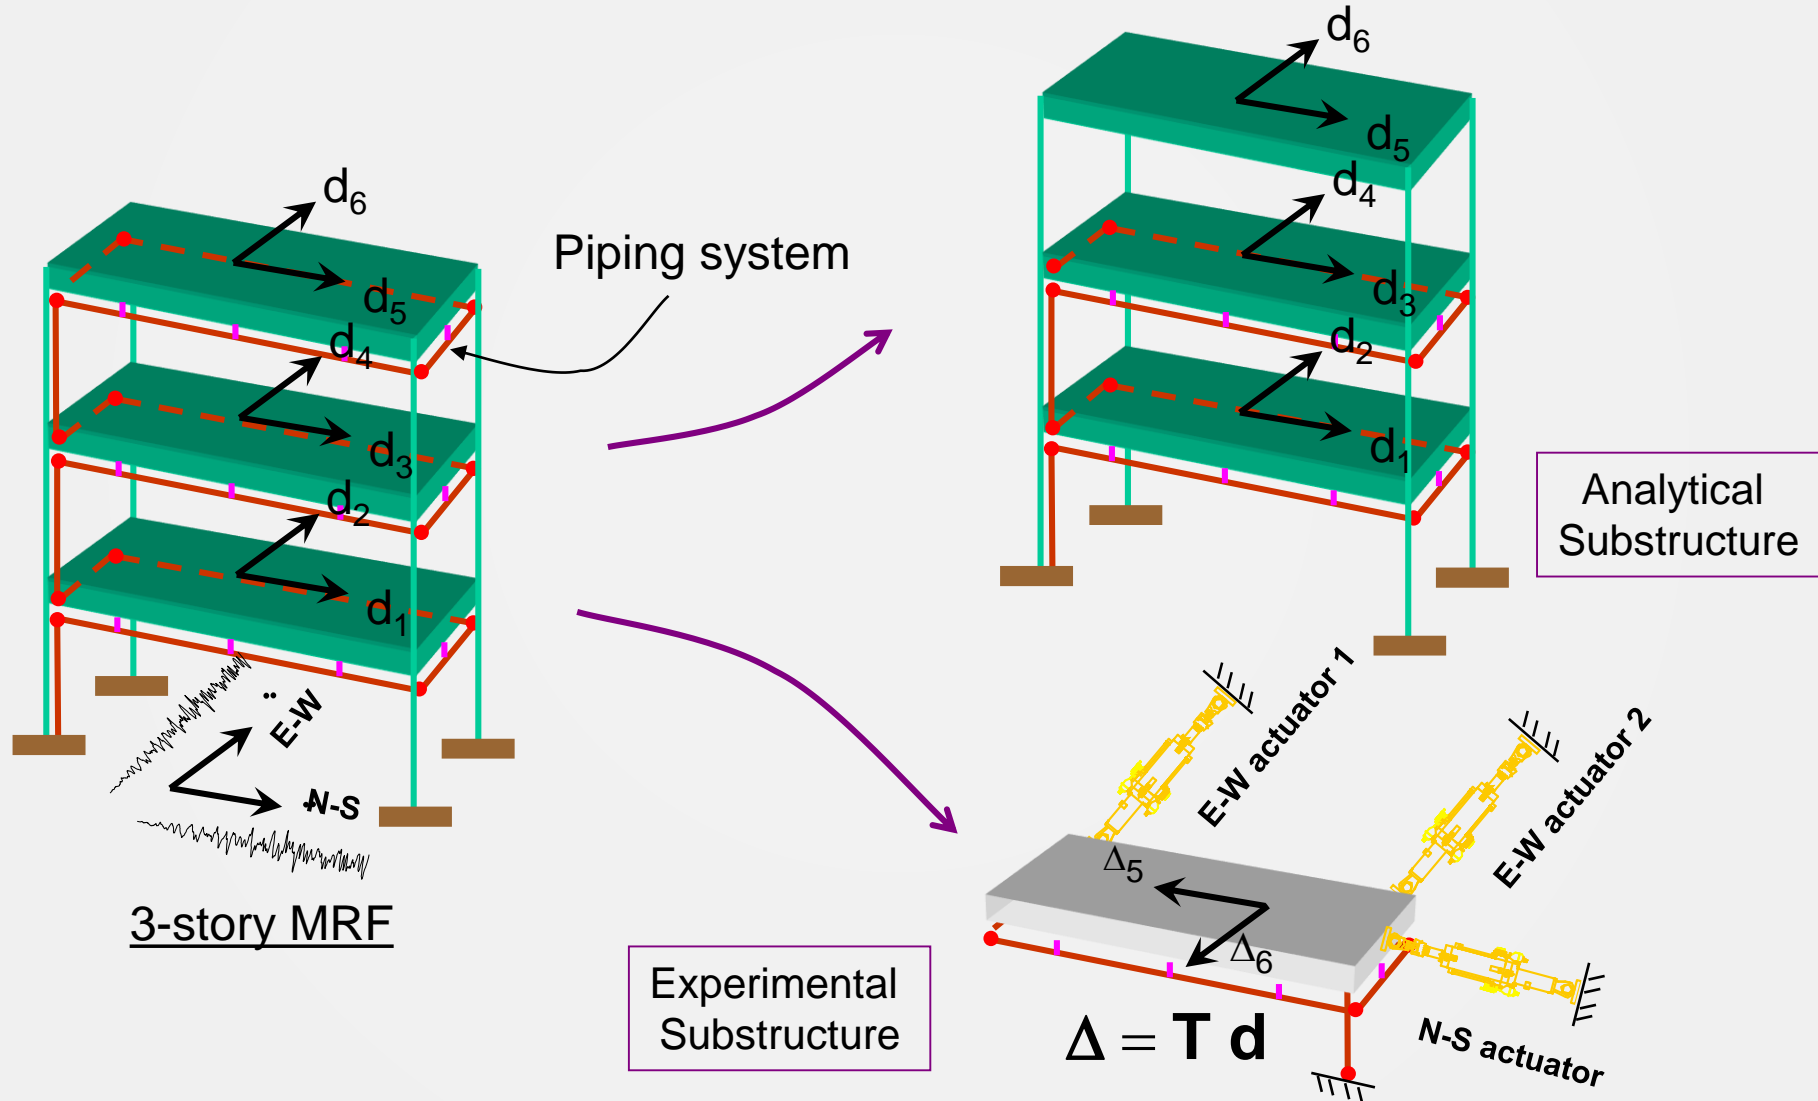 d6
d5
d4
d3
d2
d1
Piping system
E-W
N-S
3-story MRF
d6
d5
d4
d3
d2
d1
Analytical
Substructure
E-W actuator 1
E-W actuator 2
Δ5
Δ6
N-S actuator
Δ = T d
Experimental
Substructure